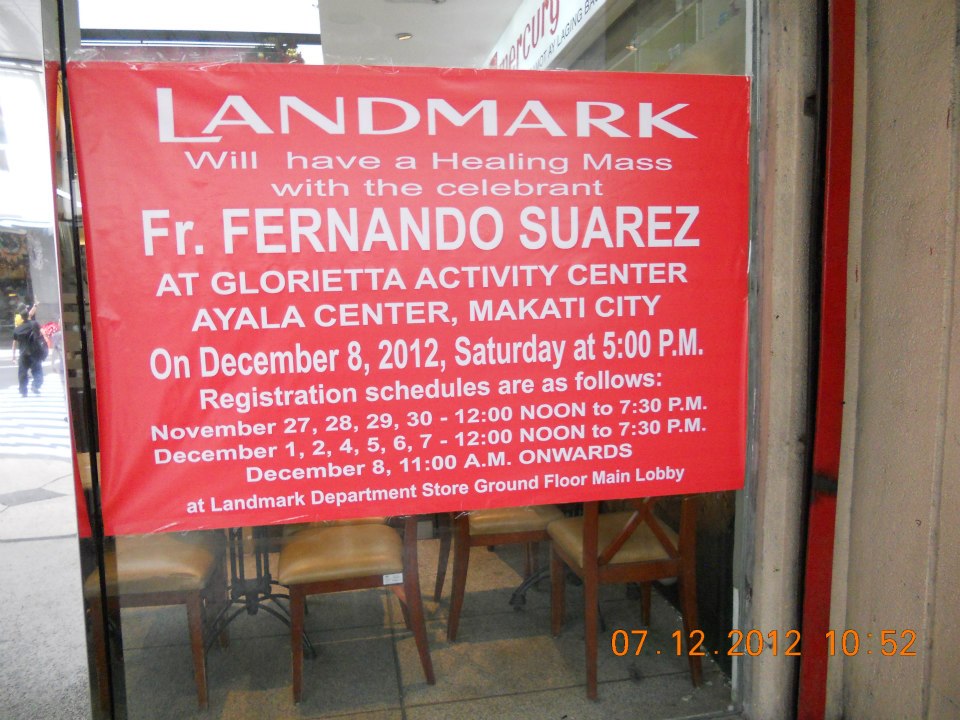 mercury
LAGING BA
LANDMARK
Will have a Healing Mass
with the celebrant
Fr. FERNANDO SUAREZ
AT GLORIETTA ACTIVITY CENTER
AYALA CENTER, MAKATI CITY
On December 8, 2012, Saturday at 5:00 P.M.
Registration schedules are as follows:
November 27, 28, 29, 30 - 12:00 NOON to 7:30 P.M.
December 1, 2, 4, 5, 6, 7 - 12:00 NOON to 7:30 P.M.
December 8, 11:00 A.M. ONWARDS
at Landmark Department Store Ground Floor Main Lobby
07.12.2012 10:52